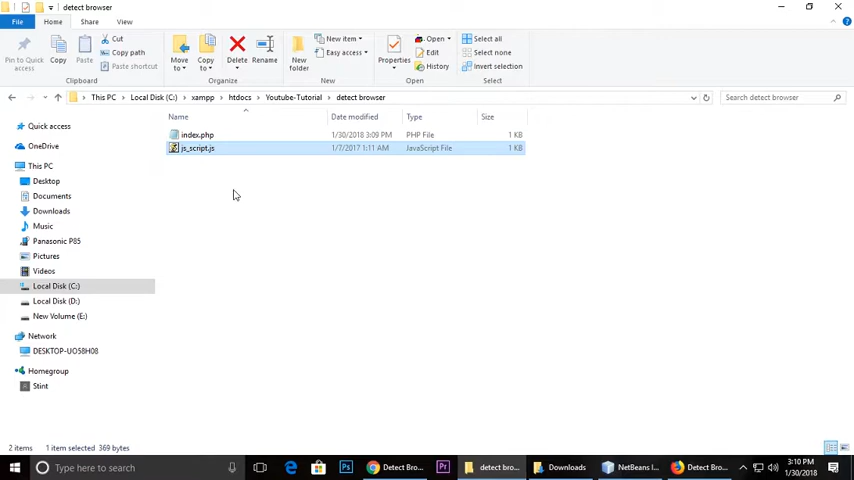 detect browser
File Home Share View
Pin to Quick access
Copy
Paste
Cut
Copy path
Paste shortcut
Clipboard
Move to
Copy to
Delete
Rename
Organize
New folder
New item
Easy access
New
Properties
Open
Edit
History
Open
Select all
Select none
Invert selection
Select
This PC Local Disk (C:) xampp htdocs Youtube-Tutorial detect browser
Search detect browser
Name Date modified Type Size
index.php 1/30/2018 3:09 PM PHP File 1 KB
js_script.js 1/7/2017 1:11 AM JavaScript File 1 KB
Quick access
OneDrive
This PC
Desktop
Documents
Downloads
Music
Panasonic P85
Pictures
Videos
Local Disk (C:)
Local Disk (D:)
New Volume (E:)
Network
DESKTOP-UO58H08
Homegroup
Stint
2 items 1 item selected 369 bytes
Type here to search
Ps
Pr
Detect Bro...
detect bro...
Downloads
NetBeans I...
Detect Bro...
3:10 PM
1/30/2018